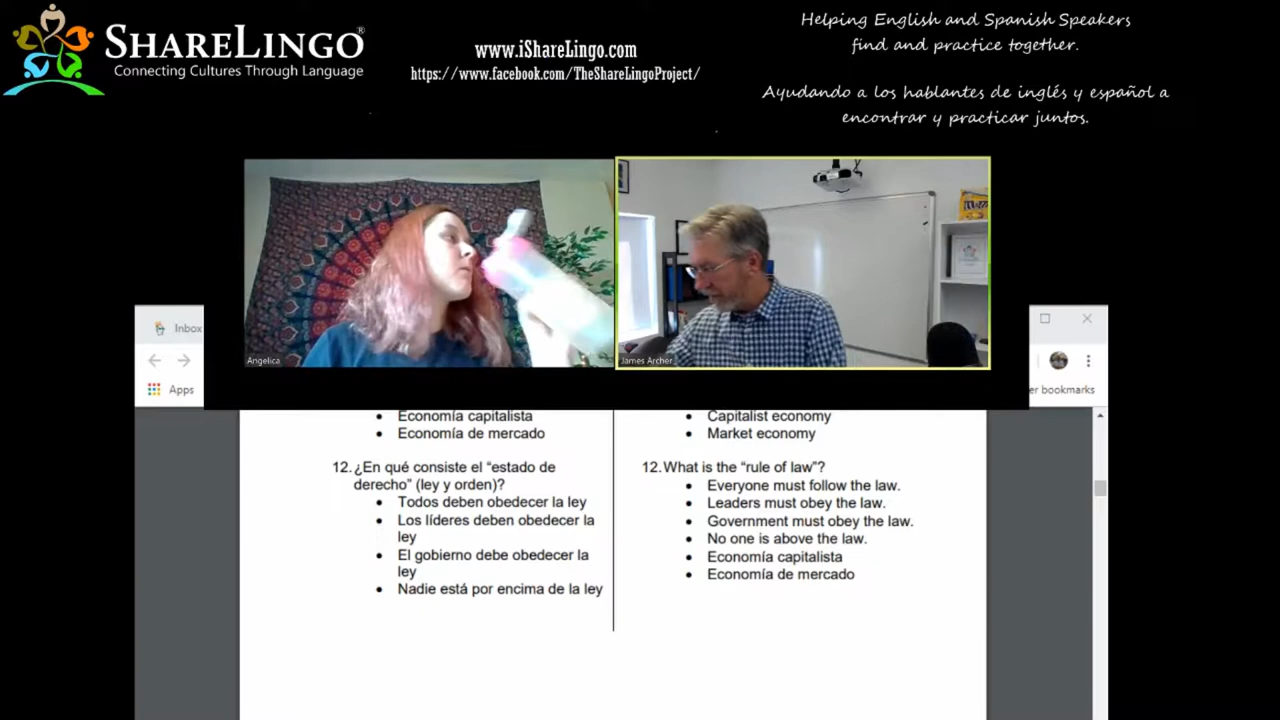 SHARELINGO®
Connecting Cultures Through Language
www.iShareLingo.com
https://www.facebook.com/TheShareLingoProject/
Helping English and Spanish Speakers
find and practice together.
Ayudando a los hablantes de inglés y español a
encontrar y practicar juntos.
Angelica
James Archer
Inbox
Apps
er bookmarks
Economía capitalista
Economía de mercado
12. ¿En qué consiste el “estado de
derecho” (ley y orden)?
Todos deben obedecer la ley
Los líderes deben obedecer la
ley
El gobierno debe obedecer la
ley
Nadie está por encima de la ley
Capitalist economy
Market economy
12. What is the “rule of law”?
Everyone must follow the law.
Leaders must obey the law.
Government must obey the law.
No one is above the law.
Economía capitalista
Economía de mercado